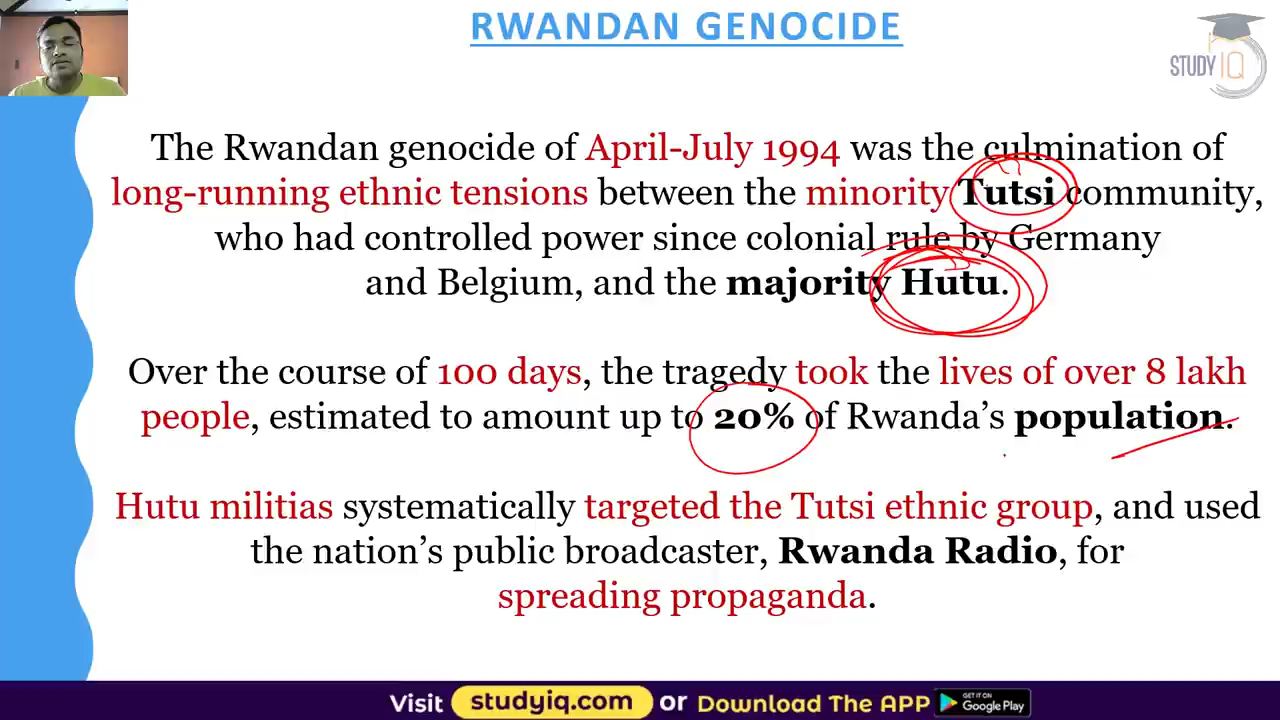 RWANDAN GENOCIDE
STUDY IQ
The Rwandan genocide of April-July 1994 was the culmination of
long-running ethnic tensions between the minority Tutsi community,
who had controlled power since colonial rule by Germany
and Belgium, and the majority Hutu.
Over the course of 100 days, the tragedy took the lives of over 8 lakh
people, estimated to amount up to 20% of Rwanda's population.
Hutu militias systematically targeted the Tutsi ethnic group, and used
the nation's public broadcaster, Rwanda Radio, for
spreading propaganda.
Visit studyiq.com or Download The APP GET IT ON Google Play